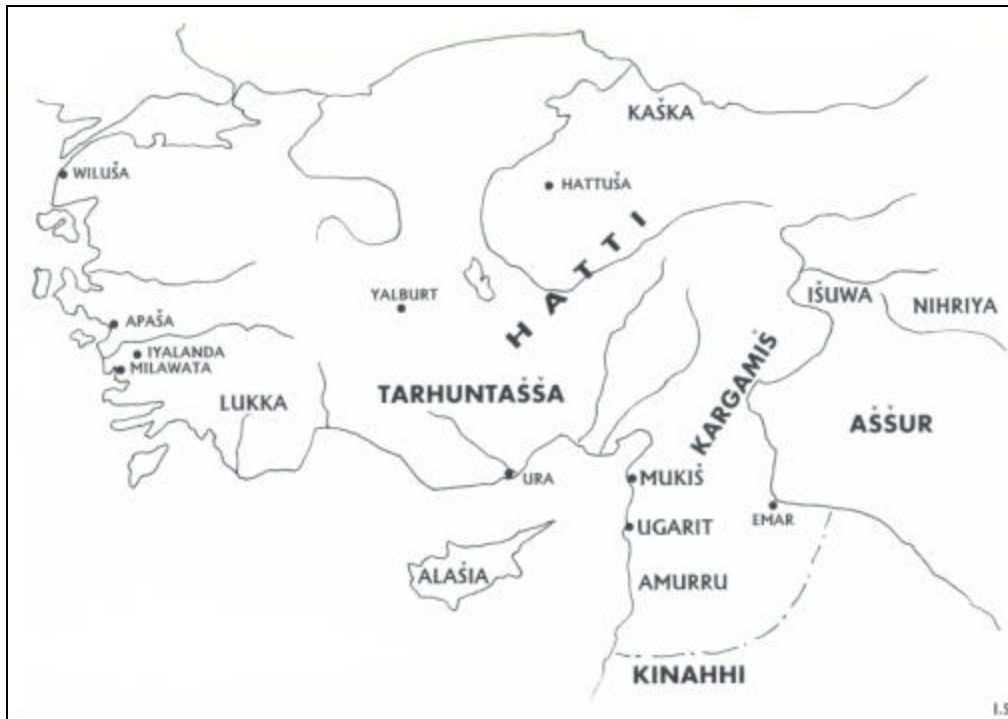 KAŠKA
WILUŠA
HATTUŠA
HATTI
IŠUWA
NIHRIYA
YALBURT
APAŠA
IYALANDA
MILAWATA
LUKKA
TARHUNTAŠŠA
KARGAMIŠ
AŠŠUR
URA
MUKIŠ
EMAR
UGARIT
ALAŠIA
AMURRU
KINAHHI